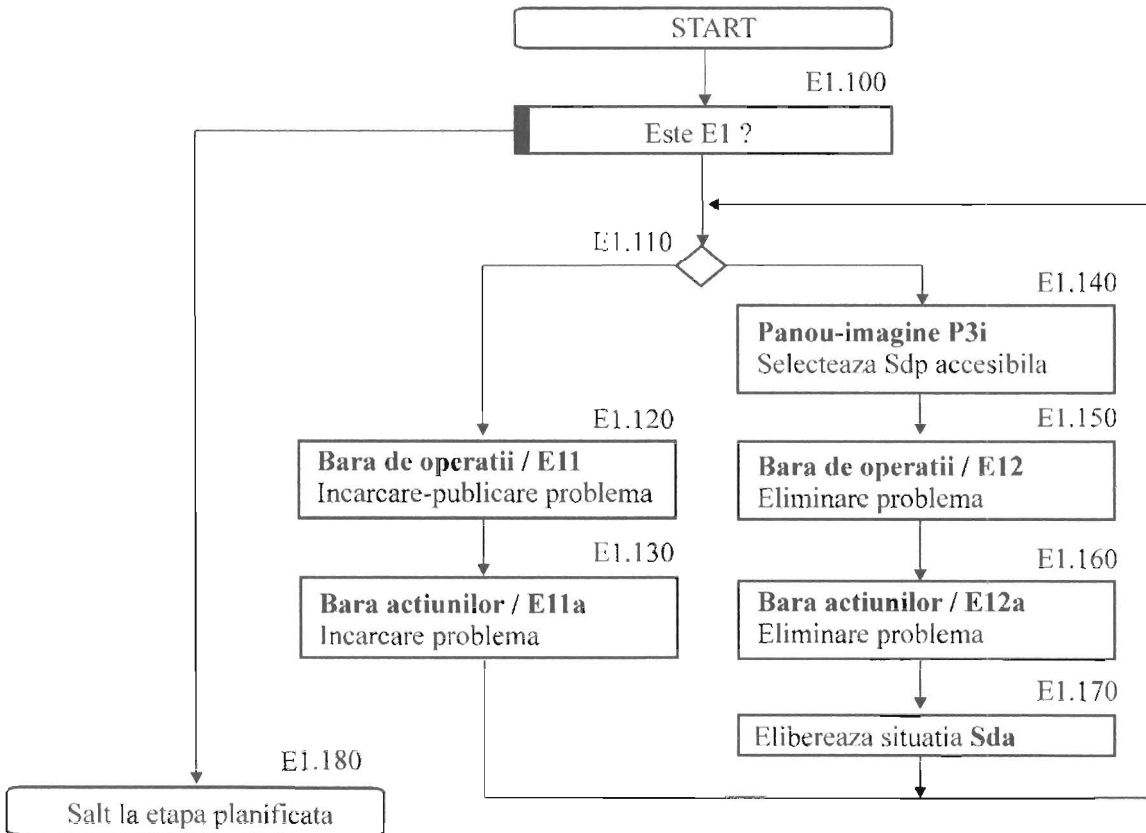 START
E1.100
Este E1 ?
E1.110
E1.140
Panou-imagine P3i
Selecteaza Sdp accesibila
E1.120
E1.150
Bara de operatii / E11
Incarcare-publicare problema
Bara de operatii / E12
Eliminare problema
E1.130
E1.160
Bara actiunilor / E11a
Incarcare problema
Bara actiunilor / E12a
Eliminare problema
E1.170
Elibereaza situatia Sda
E1.180
Salt la etapa planificata